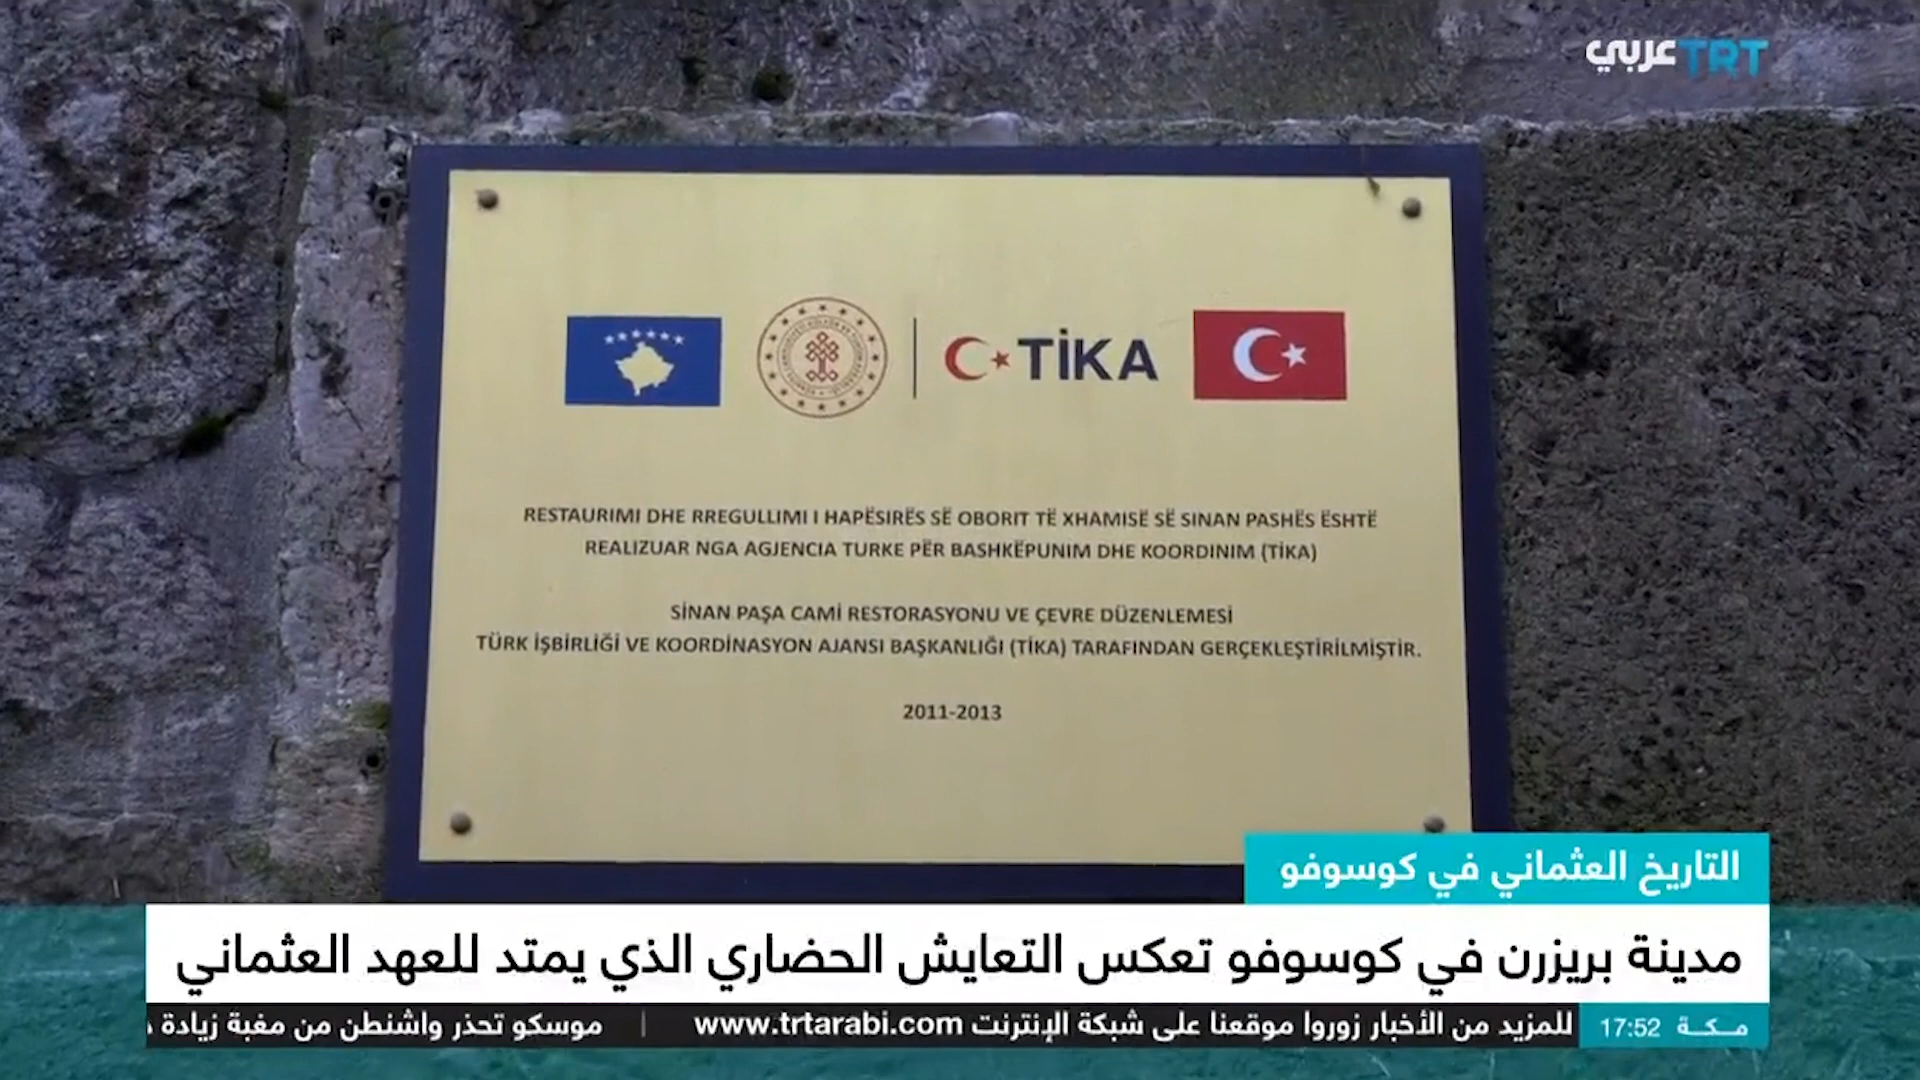 عربي TRT
TİKA
RESTAURIMI DHE RREGULLIMI I HAPËSIRËS SË OBORIT TË XHAMISË SË SINAN PASHËS ËSHTË
REALIZUAR NGA AGJENCIA TURKE PËR BASHKËPUNIM DHE KOORDINIM (TİKA)
SİNAN PAŞA CAMİ RESTORASYONU VE ÇEVRE DÜZENLEMESİ
TÜRK İŞBİRLİĞİ VE KOORDİNASYON AJANSI BAŞKANLIĞI (TİKA) TARAFINDAN GERÇEKLEŞTİRİLMİŞTİR.
2011-2013
التاريخ العثماني في كوسوفو
مدينة بريزرن في كوسوفو تعكس التعايش الحضاري الذي يمتد للعهد العثماني
مكة 17:52
للمزيد من الأخبار زوروا موقعنا على شبكة الإنترنت www.trtarabi.com | موسكو تحذر واشنطن من مغبة زيادة